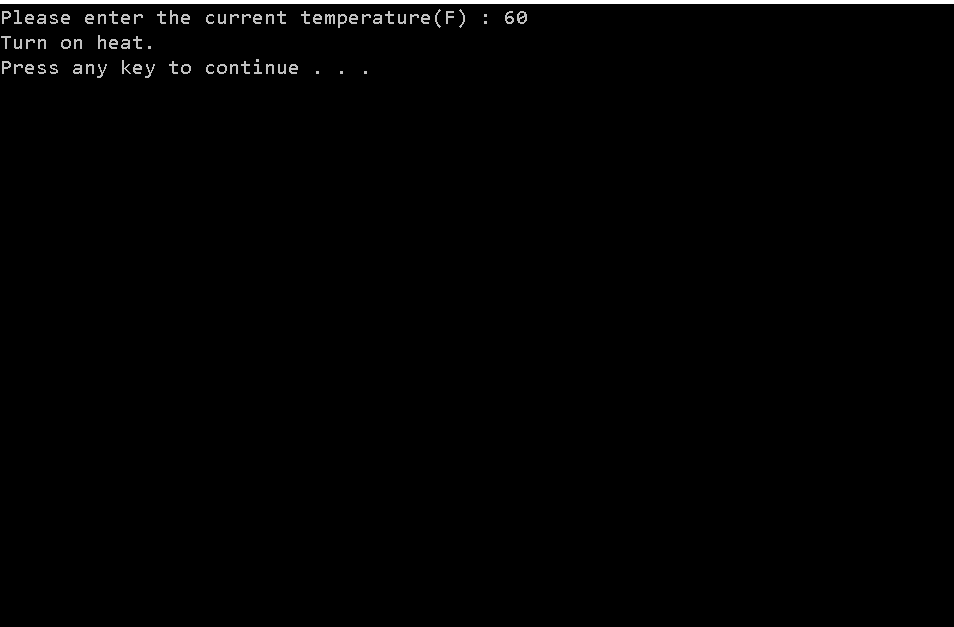 Please enter the current temperature(F) : 60
Turn on heat.
Press any key to continue . . .